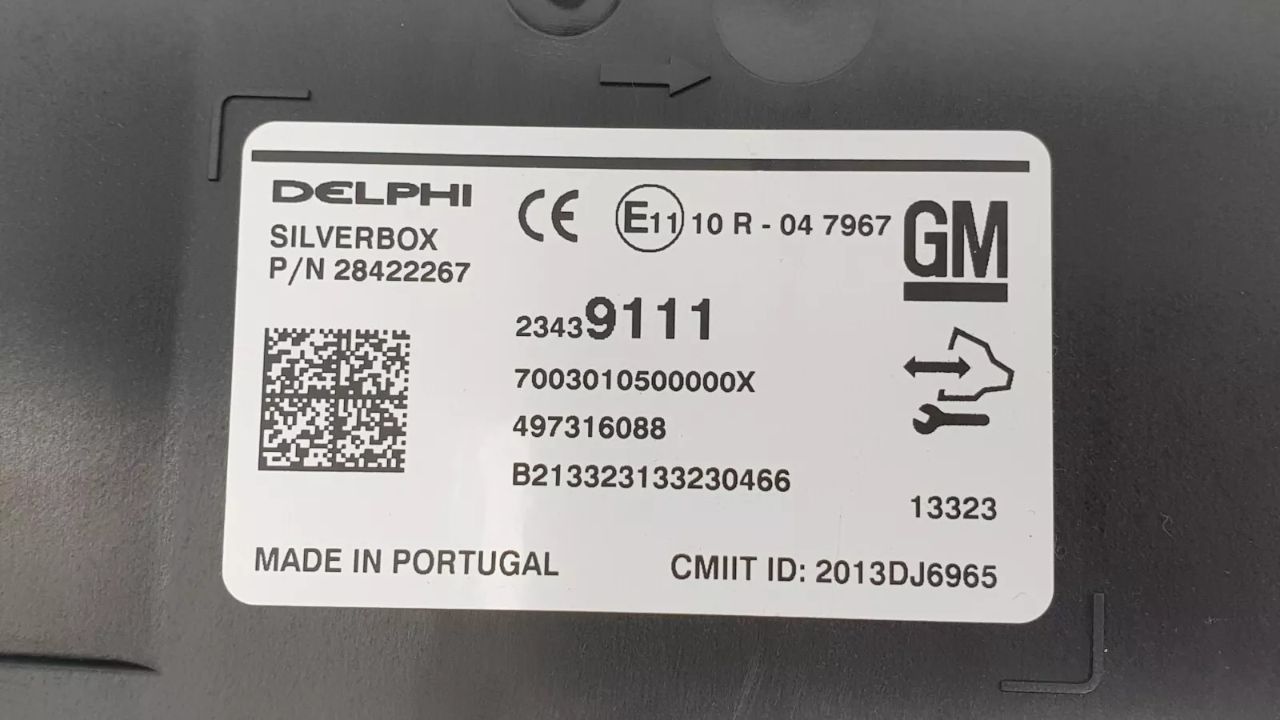 DELPHI
SILVERBOX
P/N 28422267
CE E11 10 R - 04 7967
GM
23439111
7003010500000X
497316088
B213323133230466
13323
MADE IN PORTUGAL
CMIIT ID: 2013DJ6965